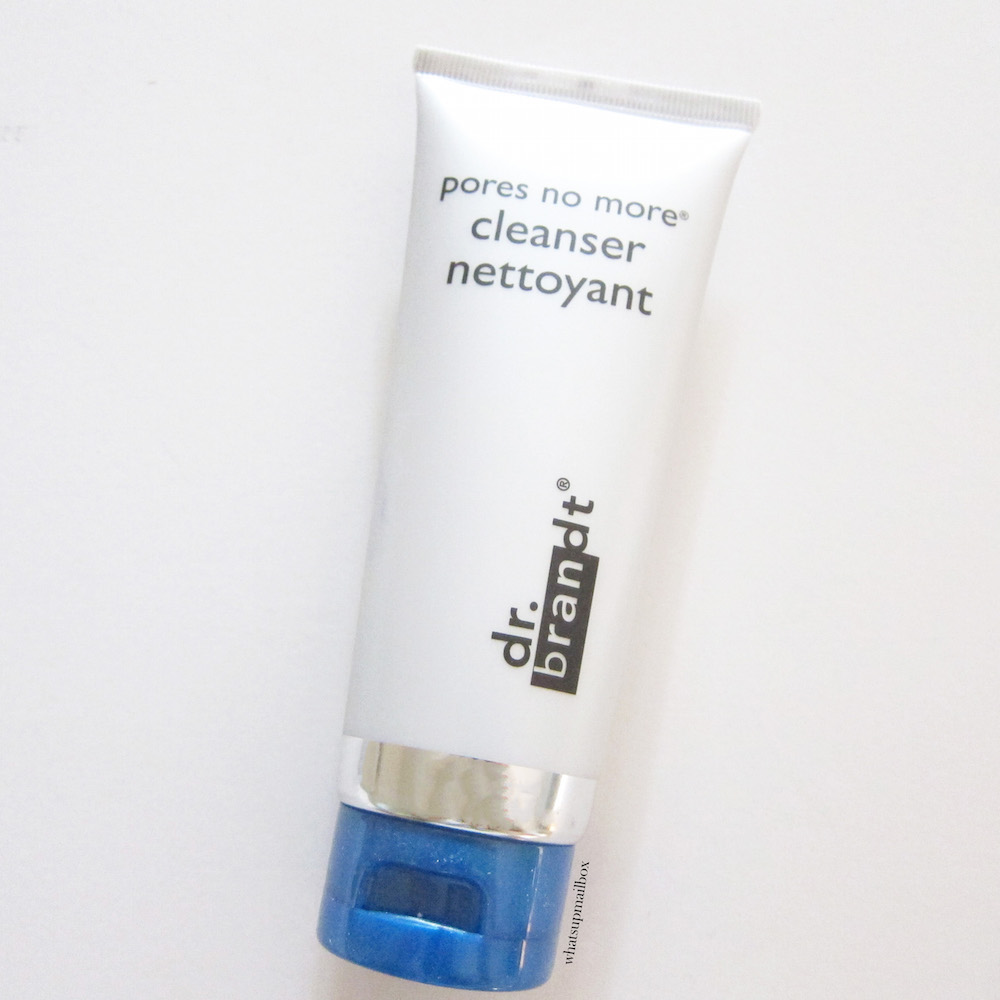 pores no more®
cleanser
nettoyant
dr.
brandt®
whatsupmailbox